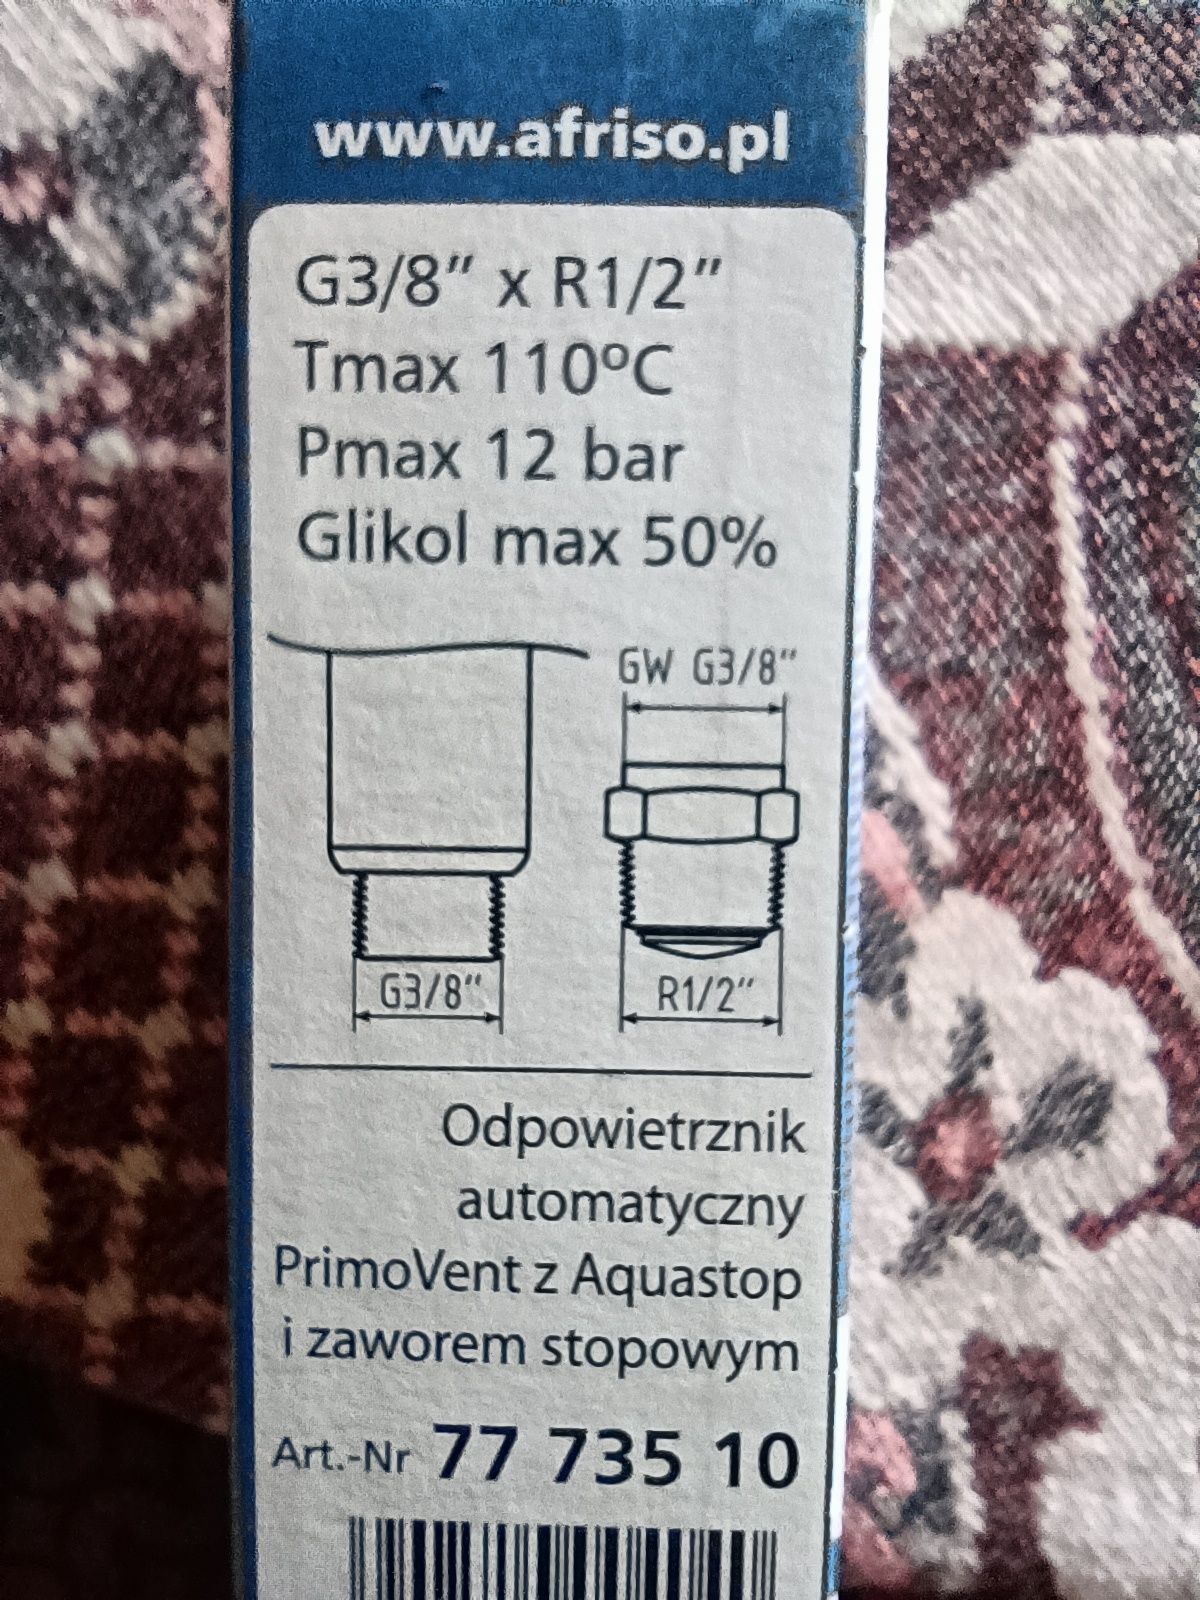 www.afriso.pl
G3/8" x R1/2"
Tmax 110ºC
Pmax 12 bar
Glikol max 50%
GW G3/8"
G3/8"
R1/2"
Odpowietrznik
automatyczny
PrimoVent z Aquastop
i zaworem stopowym
Art.-Nr 77 735 10